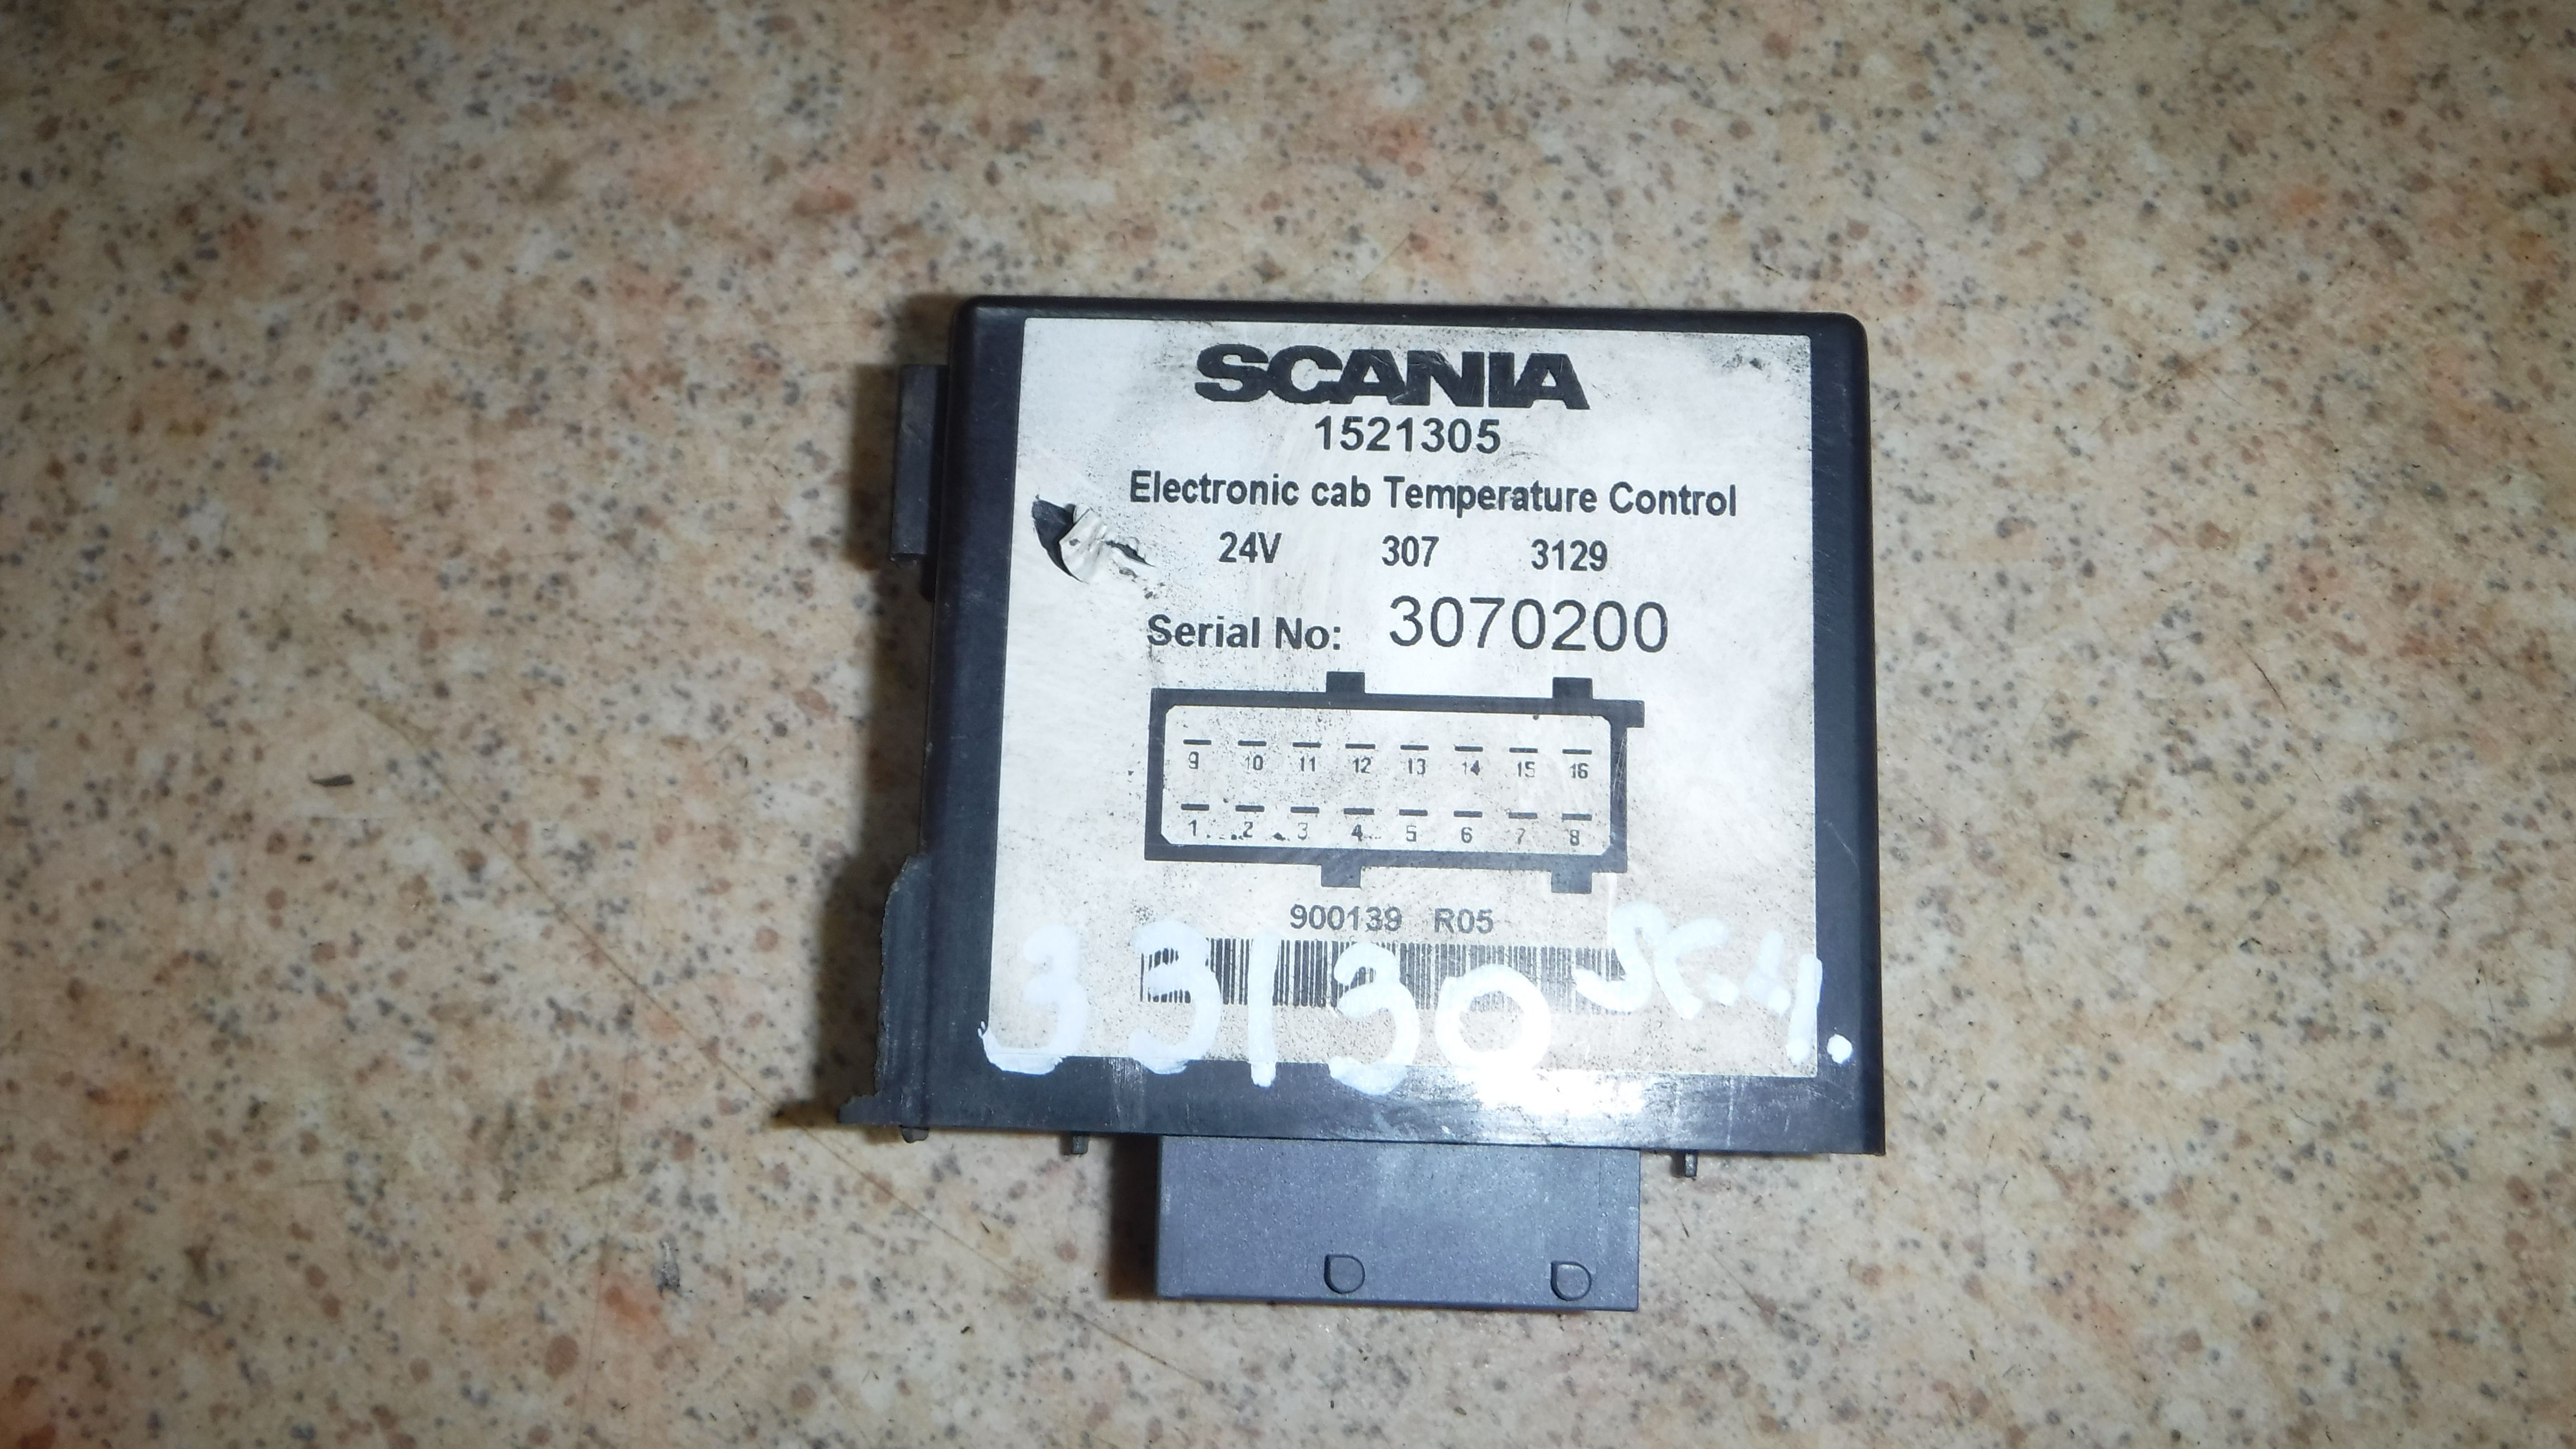 SCANIA
1521305
Electronic cab Temperature Control
24V 307 3129
Serial No: 3070200
9 10 11 12 13 14 15 16
1 2 3 4 5 6 7 8
900139 R05
33130